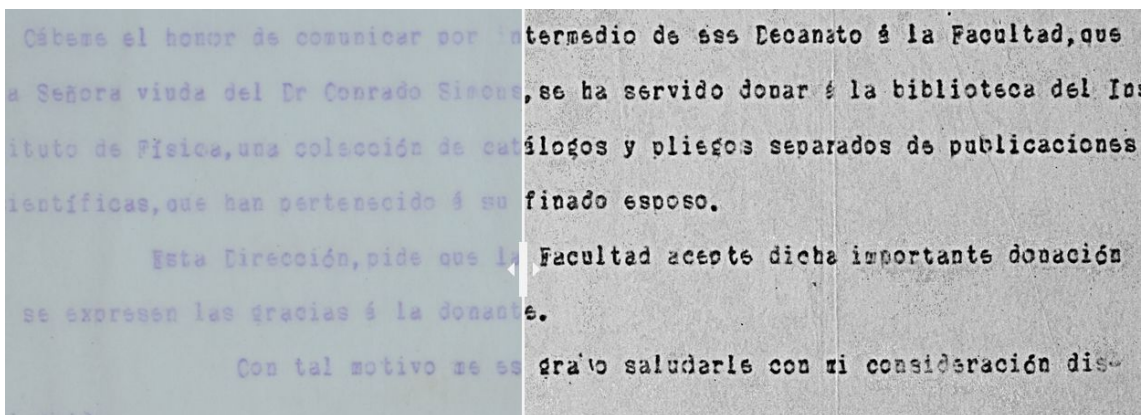 Cábeme el honor de comunicar por intermedio de ese Decanato á la Facultad,que
a Señora viuda del Dr Conrado Simons,se ha servido donar á la biblioteca del Ins
ituto de Física,una colección de catálogos y pliegos separados de publicaciones
ientíficas,que han pertenecido á su finado esposo.
Esta Dirección,pide que la Facultad acepte dicha importante donación
se expresen las gracias á la donante.
Con tal motivo me es grato saludarle con mi consideración dis-